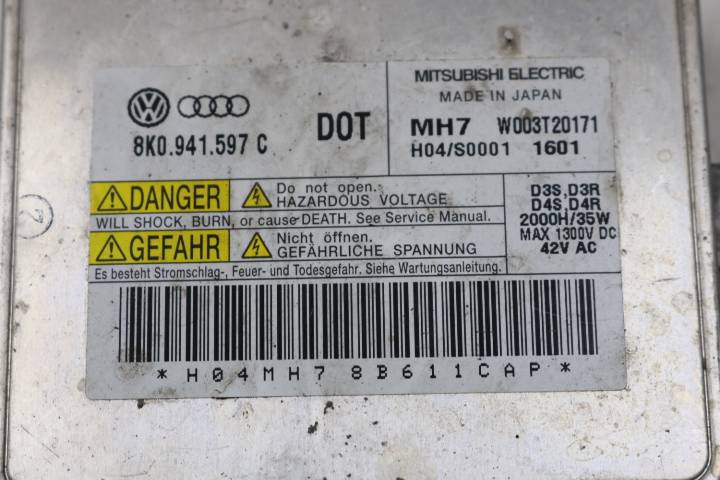 8K0.941.597 C
DOT
MITSUBISHI ELECTRIC
MADE IN JAPAN
MH7 W003T20171
H04/S0001 1601
DANGER
Do not open.
HAZARDOUS VOLTAGE
WILL SHOCK, BURN, or cause DEATH. See Service Manual.
GEFAHR
Nicht öffnen.
GEFÄHRLICHE SPANNUNG
Es besteht Stromschlag-, Feuer- und Todesgefahr. Siehe Wartungsanleitung.
D3S,D3R
D4S,D4R
2000H/35W
MAX 1300V DC
42V AC
*H04MH78B611CAP*
7